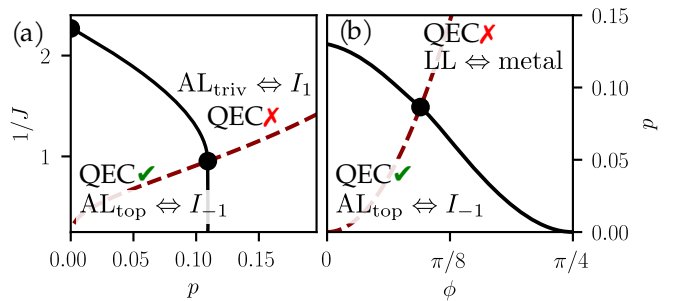 (a)
2
1
1/J
AL_triv ⇔ I_1
QEC✗
QEC✔
AL_top ⇔ I_−1
0.00 0.05 0.10 0.15
p
(b)
QEC✗
LL ⇔ metal
QEC✔
AL_top ⇔ I_−1
0.15
0.10
0.05
0.00
p
0 π/8 π/4
ϕ